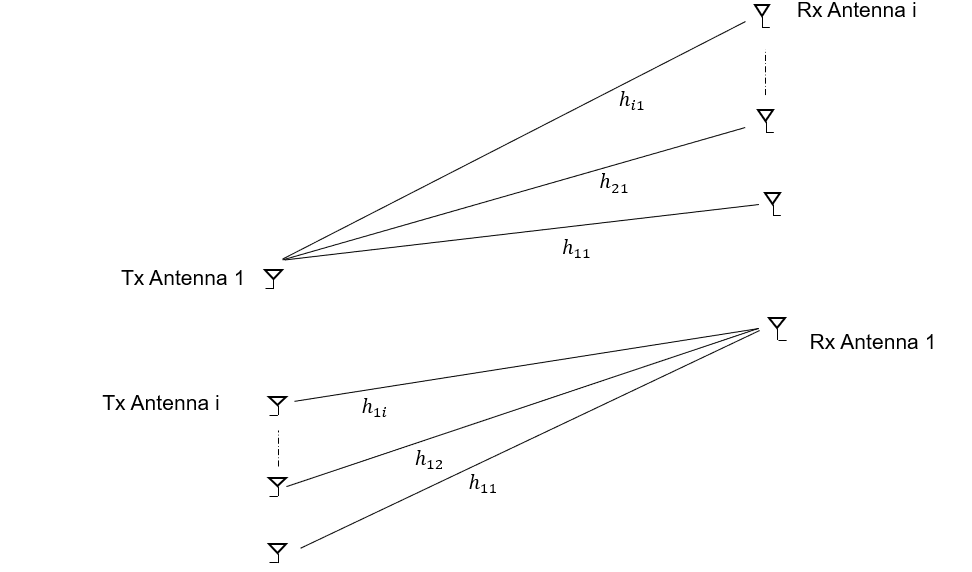 Rx Antenna i
h_{i1}
h_{21}
h_{11}
Tx Antenna 1
Rx Antenna 1
Tx Antenna i
h_{1i}
h_{12}
h_{11}